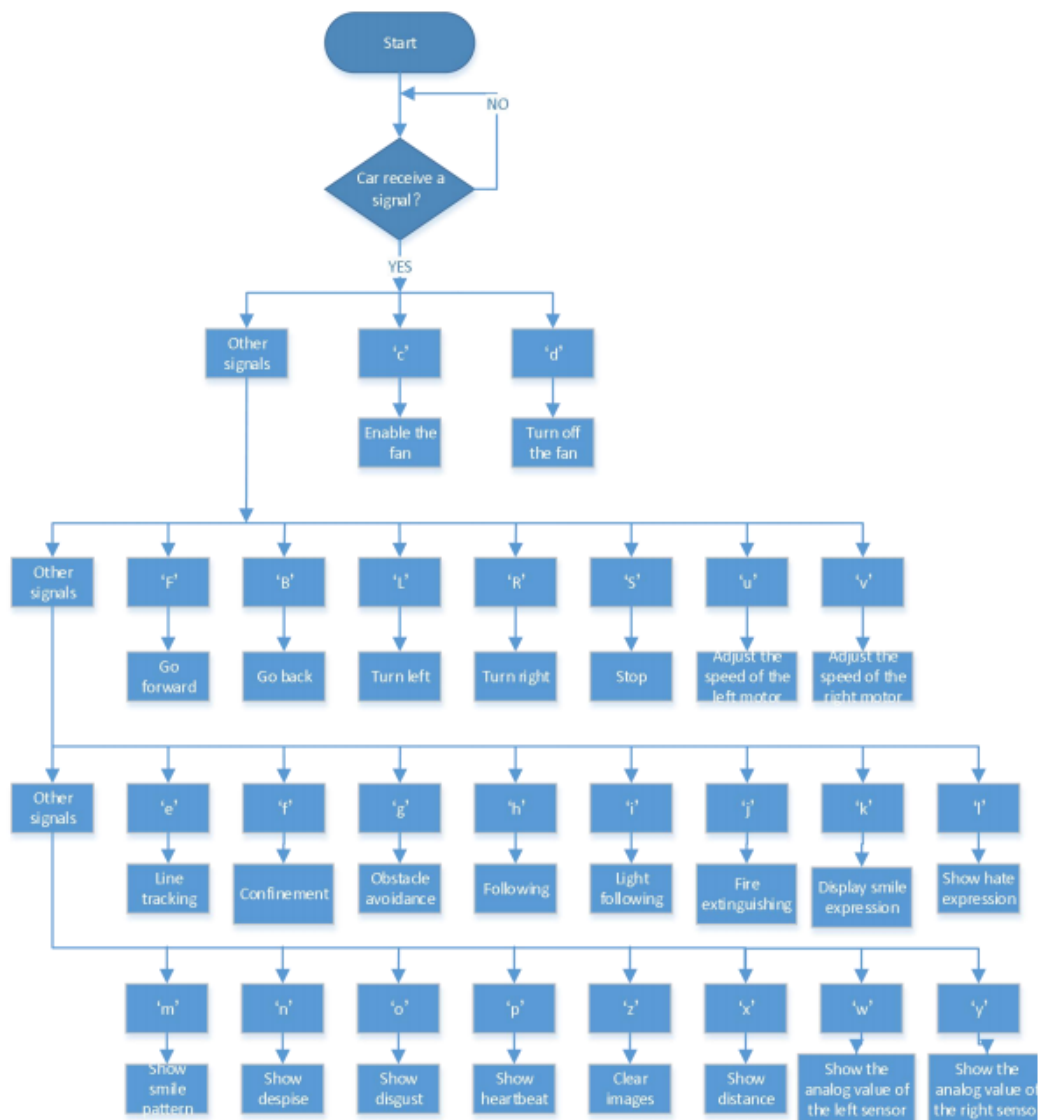 Start
NO
Car receive a
signal?
YES
Other
signals
‘c’
‘d’
Enable the
fan
Turn off
the fan
Other
signals
‘F’
‘B’
‘L’
‘R’
‘S’
‘u’
‘v’
Go
forward
Go back
Turn left
Turn right
Stop
Adjust the
speed of the
left motor
Adjust the
speed of the
right motor
Other
signals
‘e’
‘f’
‘g’
‘h’
‘i’
‘j’
‘k’
‘l’
Line
tracking
Confinement
Obstacle
avoidance
Following
Light
following
Fire
extinguishing
Display smile
expression
Show hate
expression
‘m’
‘n’
‘o’
‘p’
‘z’
‘x’
‘w’
‘y’
Show
smile
pattern
Show
despise
Show
disgust
Show
heartbeat
Clear
images
Show
distance
Show the
analog value of
the left sensor
Show the
analog value of
the right senso